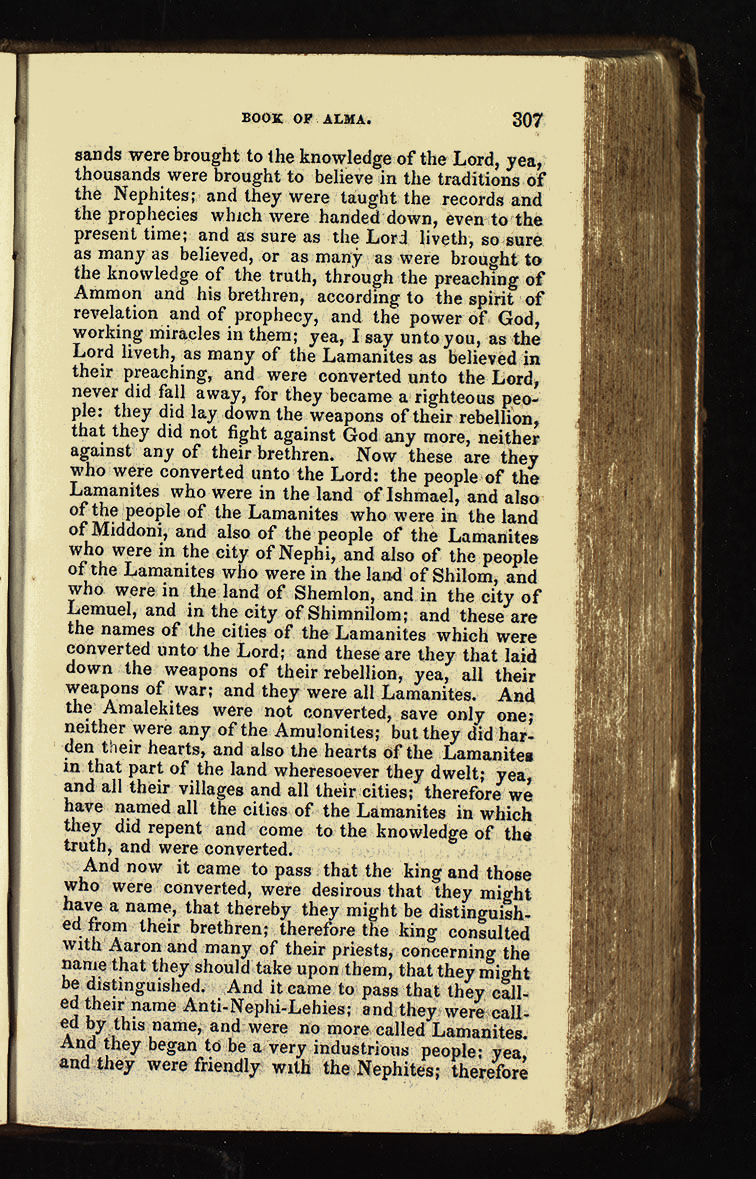 BOOK OF ALMA. 307
sands were brought to the knowledge of the Lord, yea,
thousands were brought to believe in the traditions of
the Nephites; and they were taught the records and
the prophecies which were handed down, even to the
present time; and as sure as the Lord liveth, so sure
as many as believed, or as many as were brought to
the knowledge of the truth, through the preaching of
Ammon and his brethren, according to the spirit of
revelation and of prophecy, and the power of God,
working miracles in them; yea, I say unto you, as the
Lord liveth, as many of the Lamanites as believed in
their preaching, and were converted unto the Lord,
never did fall away, for they became a righteous peo-
ple: they did lay down the weapons of their rebellion,
that they did not fight against God any more, neither
against any of their brethren. Now these are they
who were converted unto the Lord: the people of the
Lamanites who were in the land of Ishmael, and also
of the people of the Lamanites who were in the land
of Middoni, and also of the people of the Lamanites
who were in the city of Nephi, and also of the people
of the Lamanites who were in the land of Shilom, and
who were in the land of Shemlon, and in the city of
Lemuel, and in the city of Shimnilom; and these are
the names of the cities of the Lamanites which were
converted unto the Lord; and these are they that laid
down the weapons of their rebellion, yea, all their
weapons of war; and they were all Lamanites. And
the Amalekites were not converted, save only one;
neither were any of the Amulonites; but they did har-
den their hearts, and also the hearts of the Lamanites
in that part of the land wheresoever they dwelt; yea,
and all their villages and all their cities; therefore we
have named all the cities of the Lamanites in which
they did repent and come to the knowledge of the
truth, and were converted.
And now it came to pass that the king and those
who were converted, were desirous that they might
have a name, that thereby they might be distinguish-
ed from their brethren; therefore the king consulted
with Aaron and many of their priests, concerning the
name that they should take upon them, that they might
be distinguished. And it came to pass that they call-
ed their name Anti-Nephi-Lehies; and they were call-
ed by this name, and were no more called Lamanites.
And they began to be a very industrious people; yea,
and they were friendly with the Nephites; therefore